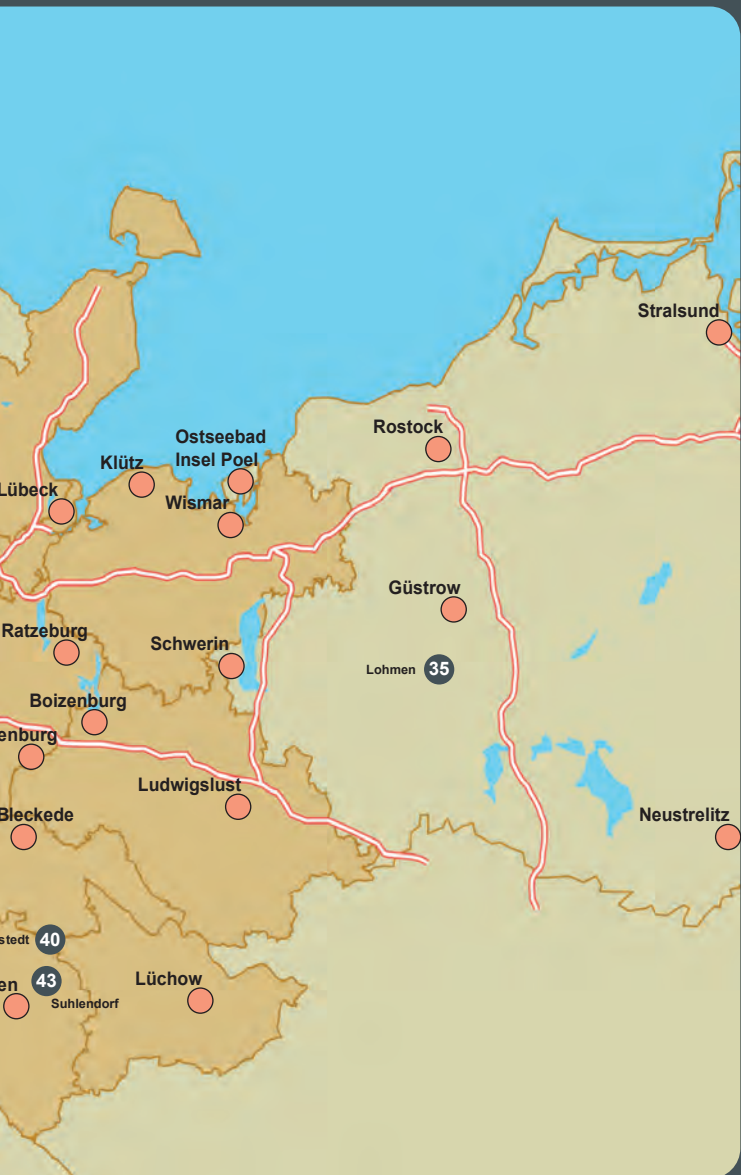 Stralsund
Rostock
Ostseebad
Insel Poel
Klütz
Lübeck
Wismar
Güstrow
Ratzeburg
Schwerin
Lohmen 35
Boizenburg
enburg
Ludwigslust
Bleckede
Neustrelitz
stedt 40
en 43
Lüchow
Suhlendorf